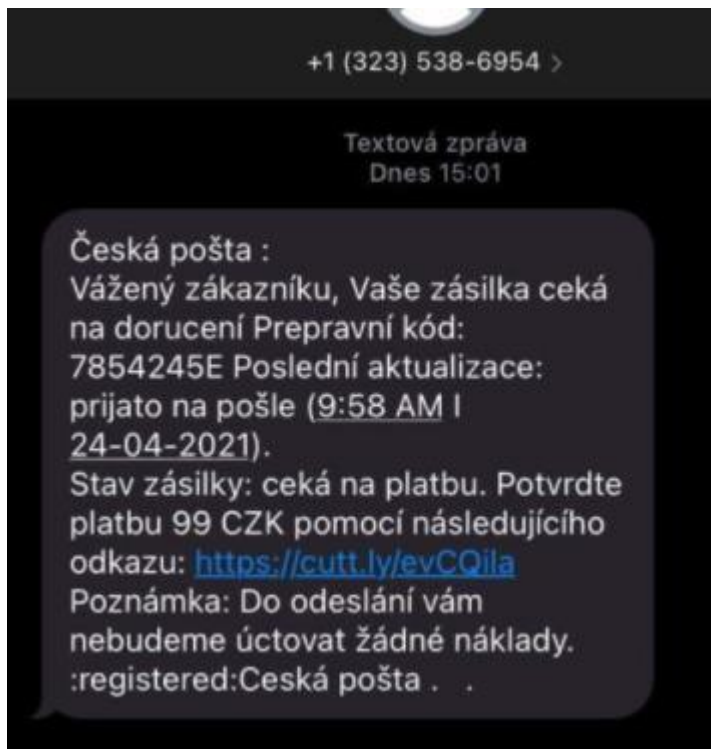 +1 (323) 538-6954 >
Textová zpráva
Dnes 15:01
Česká pošta :
Vážený zákazníku, Vaše zásilka ceká
na dorucení Prepravní kód:
7854245E Poslední aktualizace:
prijato na pošle (9:58 AM I
24-04-2021).
Stav zásilky: ceká na platbu. Potvrdte
platbu 99 CZK pomocí následujícího
odkazu: https://cutt.ly/evCQila
Poznámka: Do odeslání vám
nebudeme úctovat žádné náklady.
:registered:Ceská pošta .   .